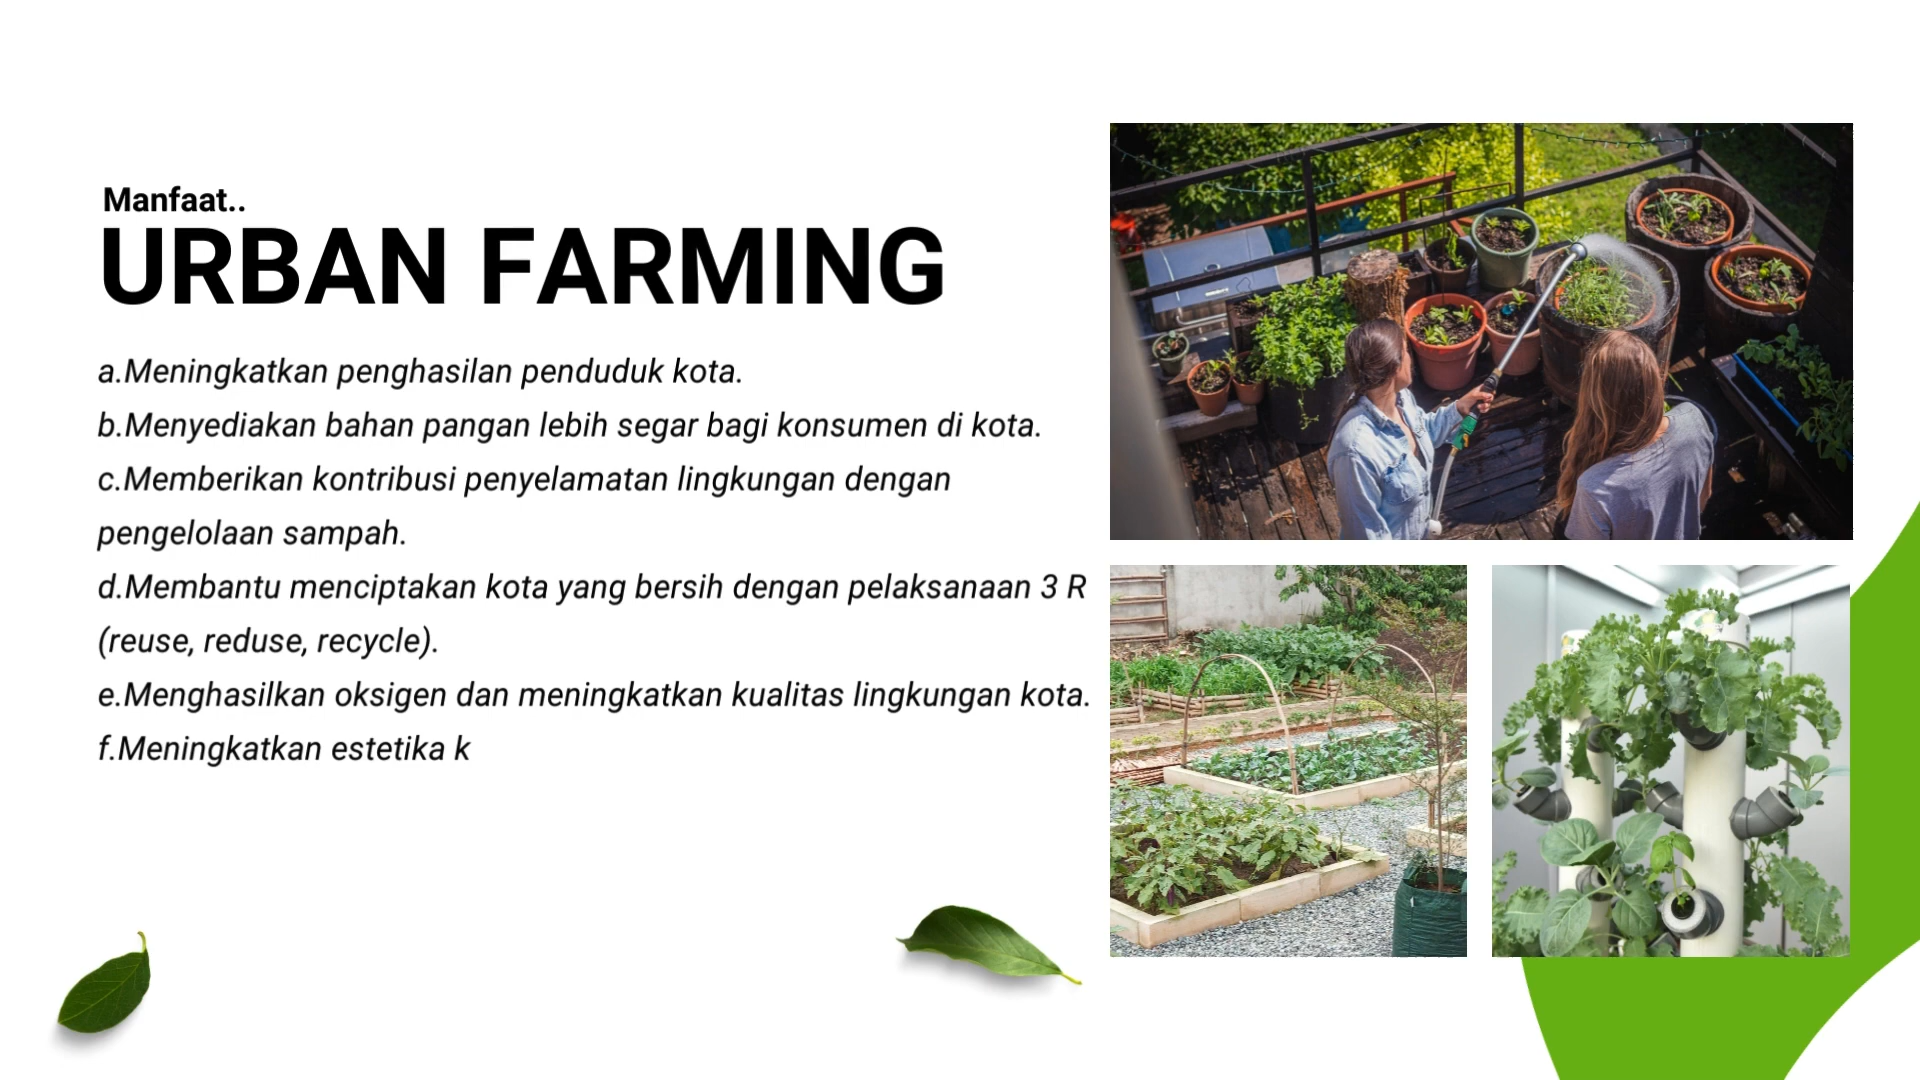 Manfaat..
URBAN FARMING
a.Meningkatkan penghasilan penduduk kota.
b.Menyediakan bahan pangan lebih segar bagi konsumen di kota.
c.Memberikan kontribusi penyelamatan lingkungan dengan
pengelolaan sampah.
d.Membantu menciptakan kota yang bersih dengan pelaksanaan 3 R
(reuse, reduse, recycle).
e.Menghasilkan oksigen dan meningkatkan kualitas lingkungan kota.
f.Meningkatkan estetika k